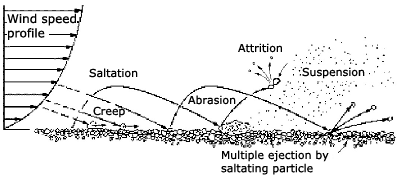 Wind speed
profile
Attrition
Saltation
Suspension
Abrasion
Creep
Multiple ejection by
saltating particle